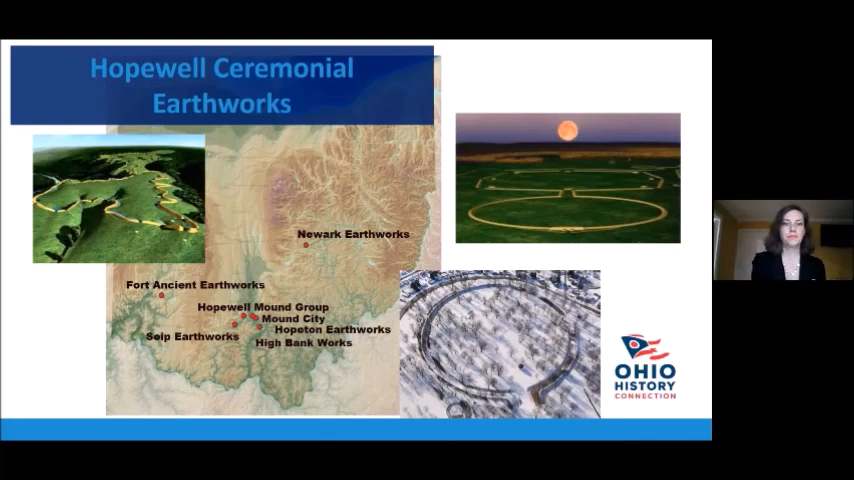 Hopewell Ceremonial
Earthworks
Newark Earthworks
Fort Ancient Earthworks
Hopewell Mound Group
Mound City
Hopeton Earthworks
Seip Earthworks
High Bank Works
OHIO
HISTORY
CONNECTION